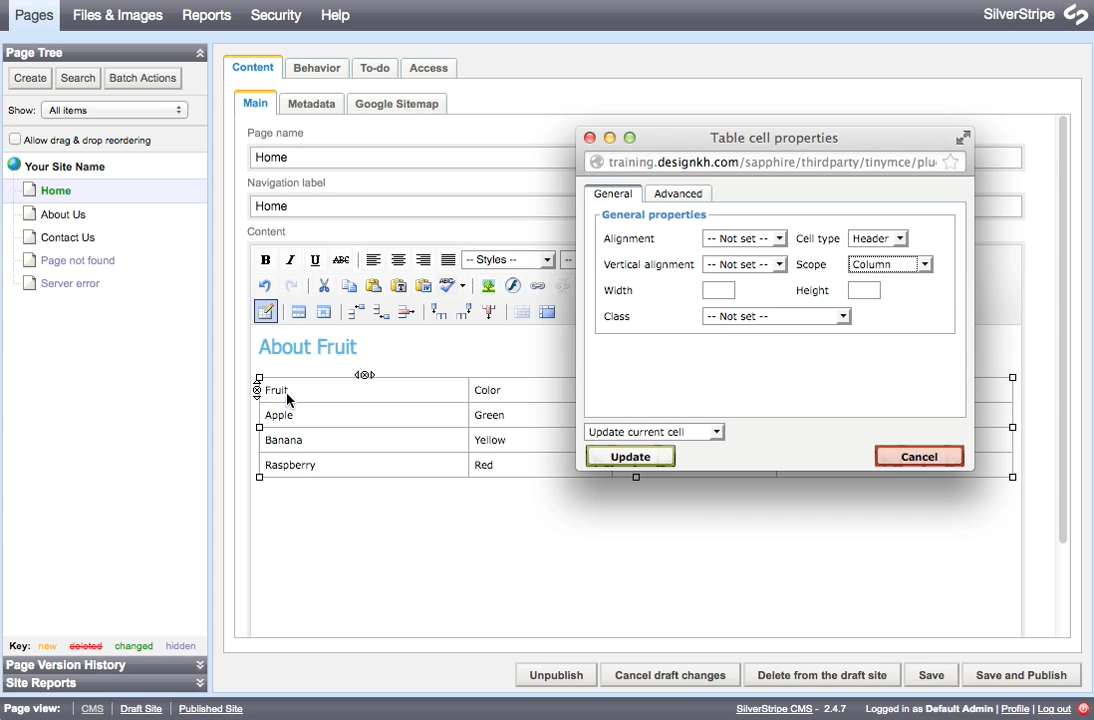 Pages Files & Images Reports Security Help SilverStripe
Page Tree
Create Search Batch Actions
Show: All items
Allow drag & drop reordering
Your Site Name
Home
About Us
Contact Us
Page not found
Server error
Key: new deleted changed hidden
Page Version History
Site Reports
Content Behavior To-do Access
Main Metadata Google Sitemap
Page name
Home
Navigation label
Home
Content
B I U ABC -- Styles -- --
ABC
About Fruit
Fruit Color
Apple Green
Banana Yellow
Raspberry Red
Table cell properties
training.designkh.com/sapphire/thirdparty/tinymce/plu
General Advanced
General properties
Alignment -- Not set -- Cell type Header
Vertical alignment -- Not set -- Scope Column
Width Height
Class -- Not set --
Update current cell
Update Cancel
Unpublish Cancel draft changes Delete from the draft site Save Save and Publish
Page view: | CMS | Draft Site | Published Site SilverStripe CMS - 2.4.7 Logged in as Default Admin | Profile | Log out